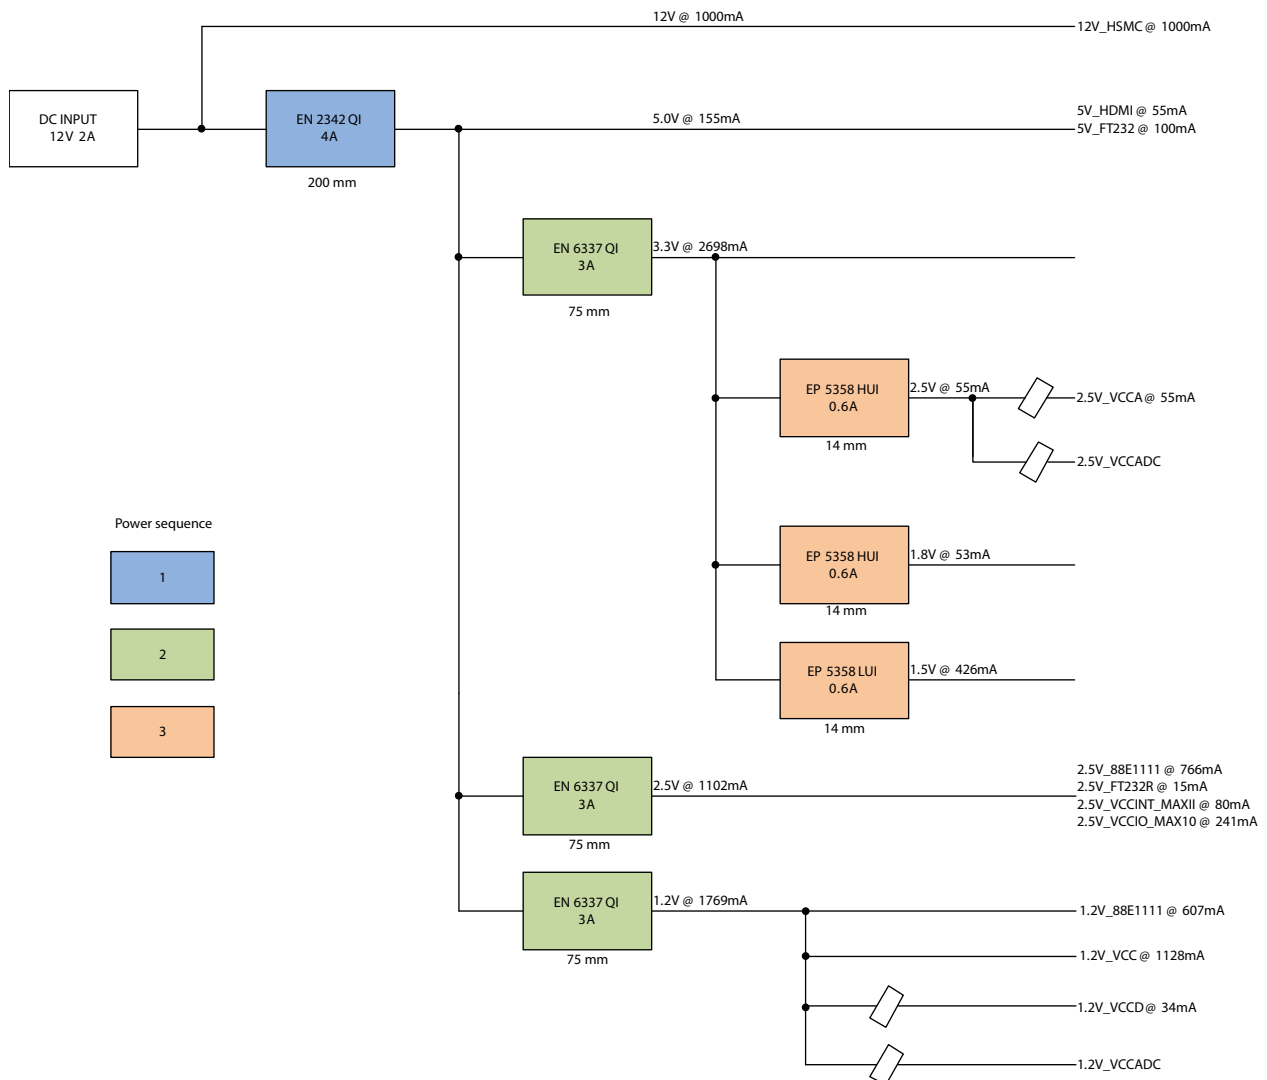 12V @ 1000mA
12V_HSMC @ 1000mA
DC INPUT
12V 2A
EN 2342 QI
4A
200 mm
5.0V @ 155mA
5V_HDMI @ 55mA
5V_FT232 @ 100mA
EN 6337 QI
3A
75 mm
3.3V @ 2698mA
EP 5358 HUI
0.6A
14 mm
2.5V @ 55mA
2.5V_VCCA @ 55mA
2.5V_VCCADC
Power sequence
1
2
3
EP 5358 HUI
0.6A
14 mm
1.8V @ 53mA
EP 5358 LUI
0.6A
14 mm
1.5V @ 426mA
EN 6337 QI
3A
75 mm
2.5V @ 1102mA
2.5V_88E1111 @ 766mA
2.5V_FT232R @ 15mA
2.5V_VCCINT_MAXII @ 80mA
2.5V_VCCIO_MAX10 @ 241mA
EN 6337 QI
3A
75 mm
1.2V @ 1769mA
1.2V_88E1111 @ 607mA
1.2V_VCC @ 1128mA
1.2V_VCCD @ 34mA
1.2V_VCCADC